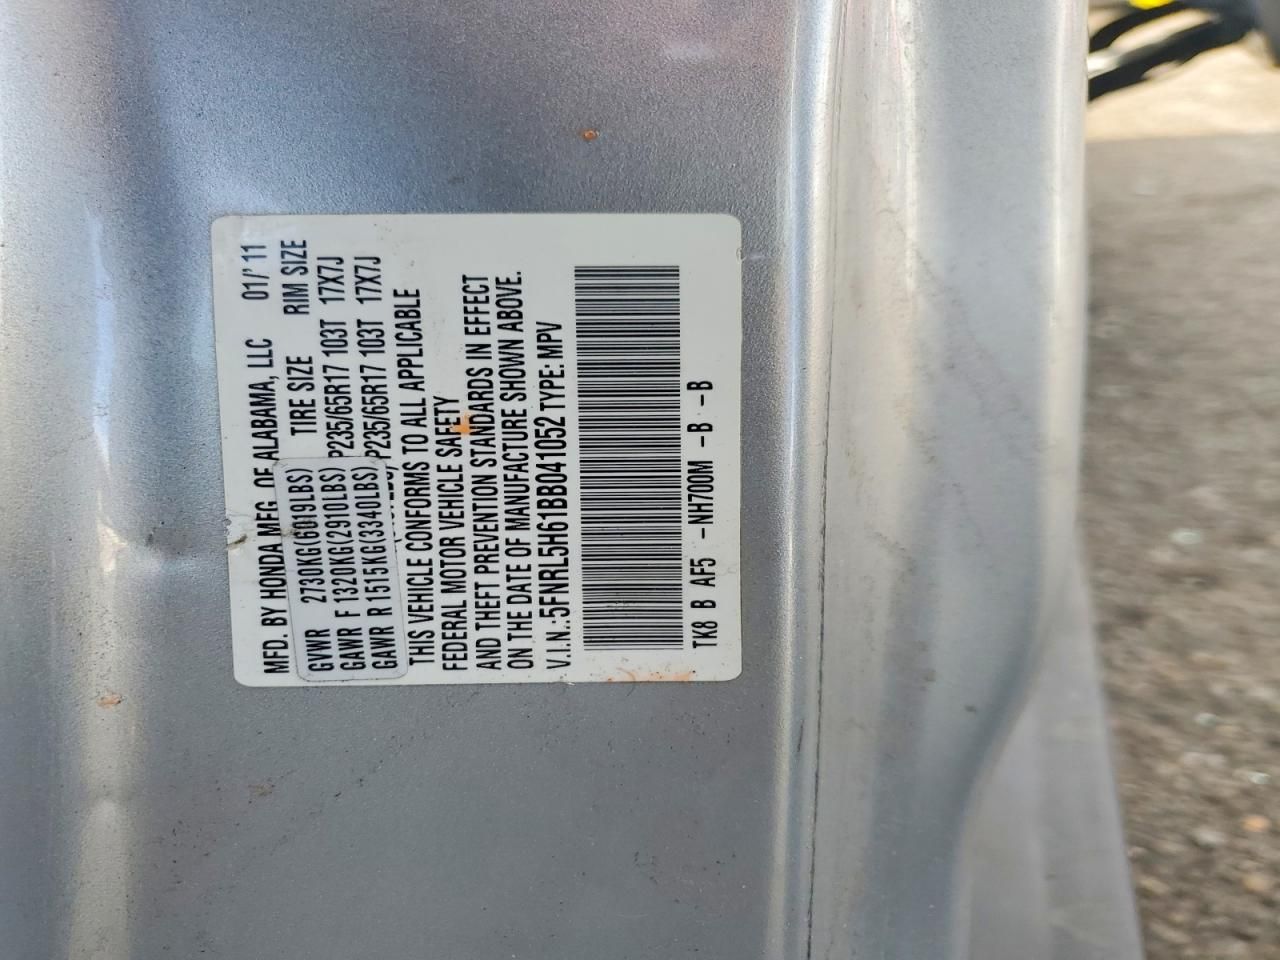 MFD. BY HONDA MFG. OF ALABAMA, LLC 01/'11
TIRE SIZE RIM SIZE
GVWR 2730KG(6019LBS)
GAWR F 1320KG(2910LBS) P235/65R17 103T 17X7J
GAWR R 1515KG(3340LBS) P235/65R17 103T 17X7J
THIS VEHICLE CONFORMS TO ALL APPLICABLE
FEDERAL MOTOR VEHICLE SAFETY
AND THEFT PREVENTION STANDARDS IN EFFECT
ON THE DATE OF MANUFACTURE SHOWN ABOVE.
V.I.N.:5FNRL5H61BB041052 TYPE: MPV
TK8 B AF5 -NH700M -B -B